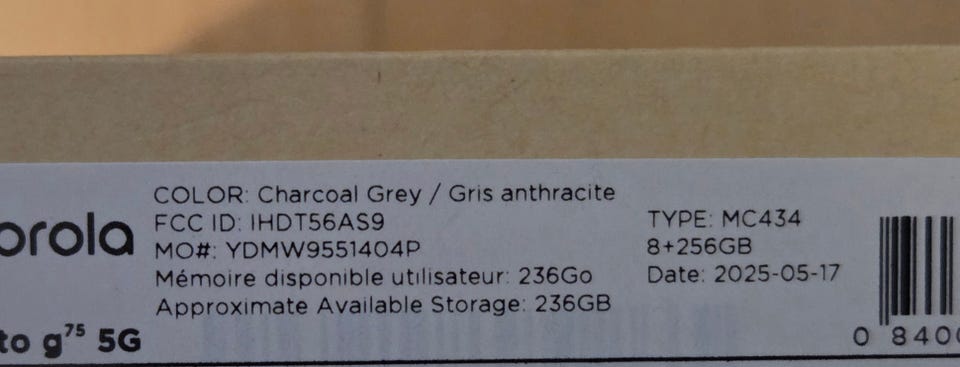 COLOR: Charcoal Grey / Gris anthracite
FCC ID: IHDT56AS9
TYPE: MC434
orola
MO#: YDMW9551404P
8+256GB
Mémoire disponible utilisateur: 236Go
Date: 2025-05-17
Approximate Available Storage: 236GB
to g75 5G
0 840